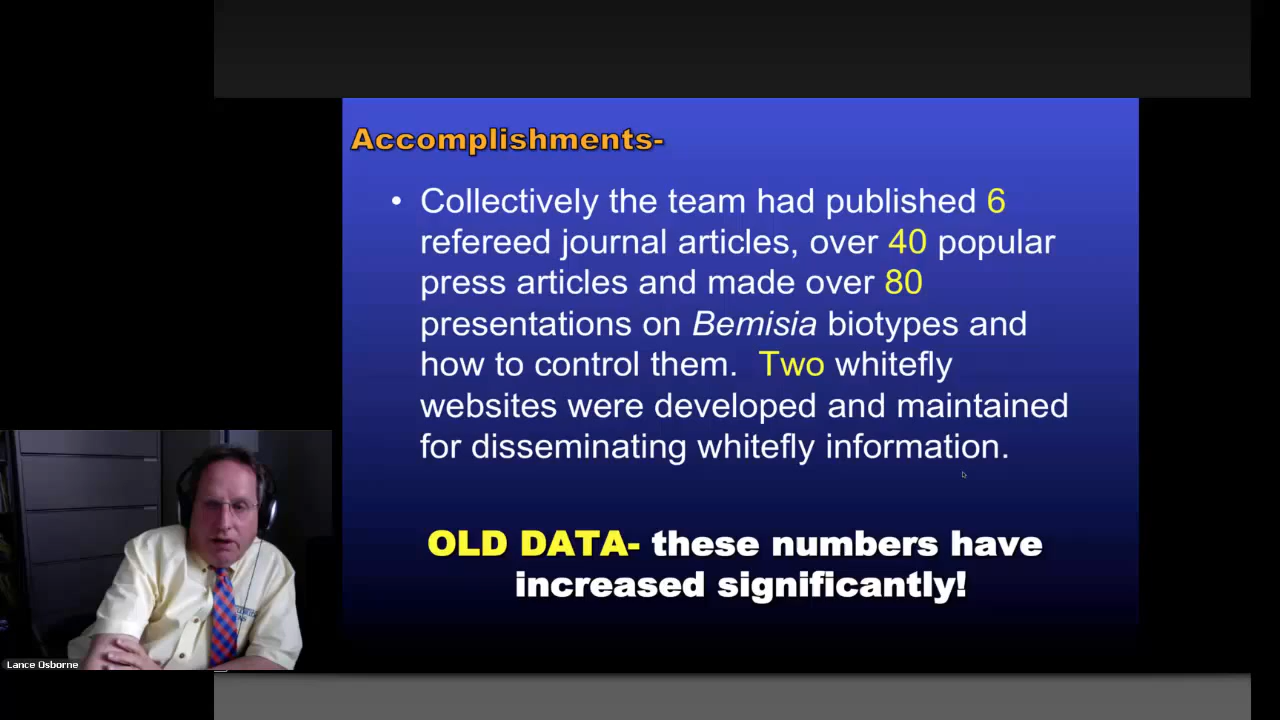 Accomplishments-
• Collectively the team had published 6
refereed journal articles, over 40 popular
press articles and made over 80
presentations on Bemisia biotypes and
how to control them. Two whitefly
websites were developed and maintained
for disseminating whitefly information.
OLD DATA- these numbers have
increased significantly!
Lance Osborne